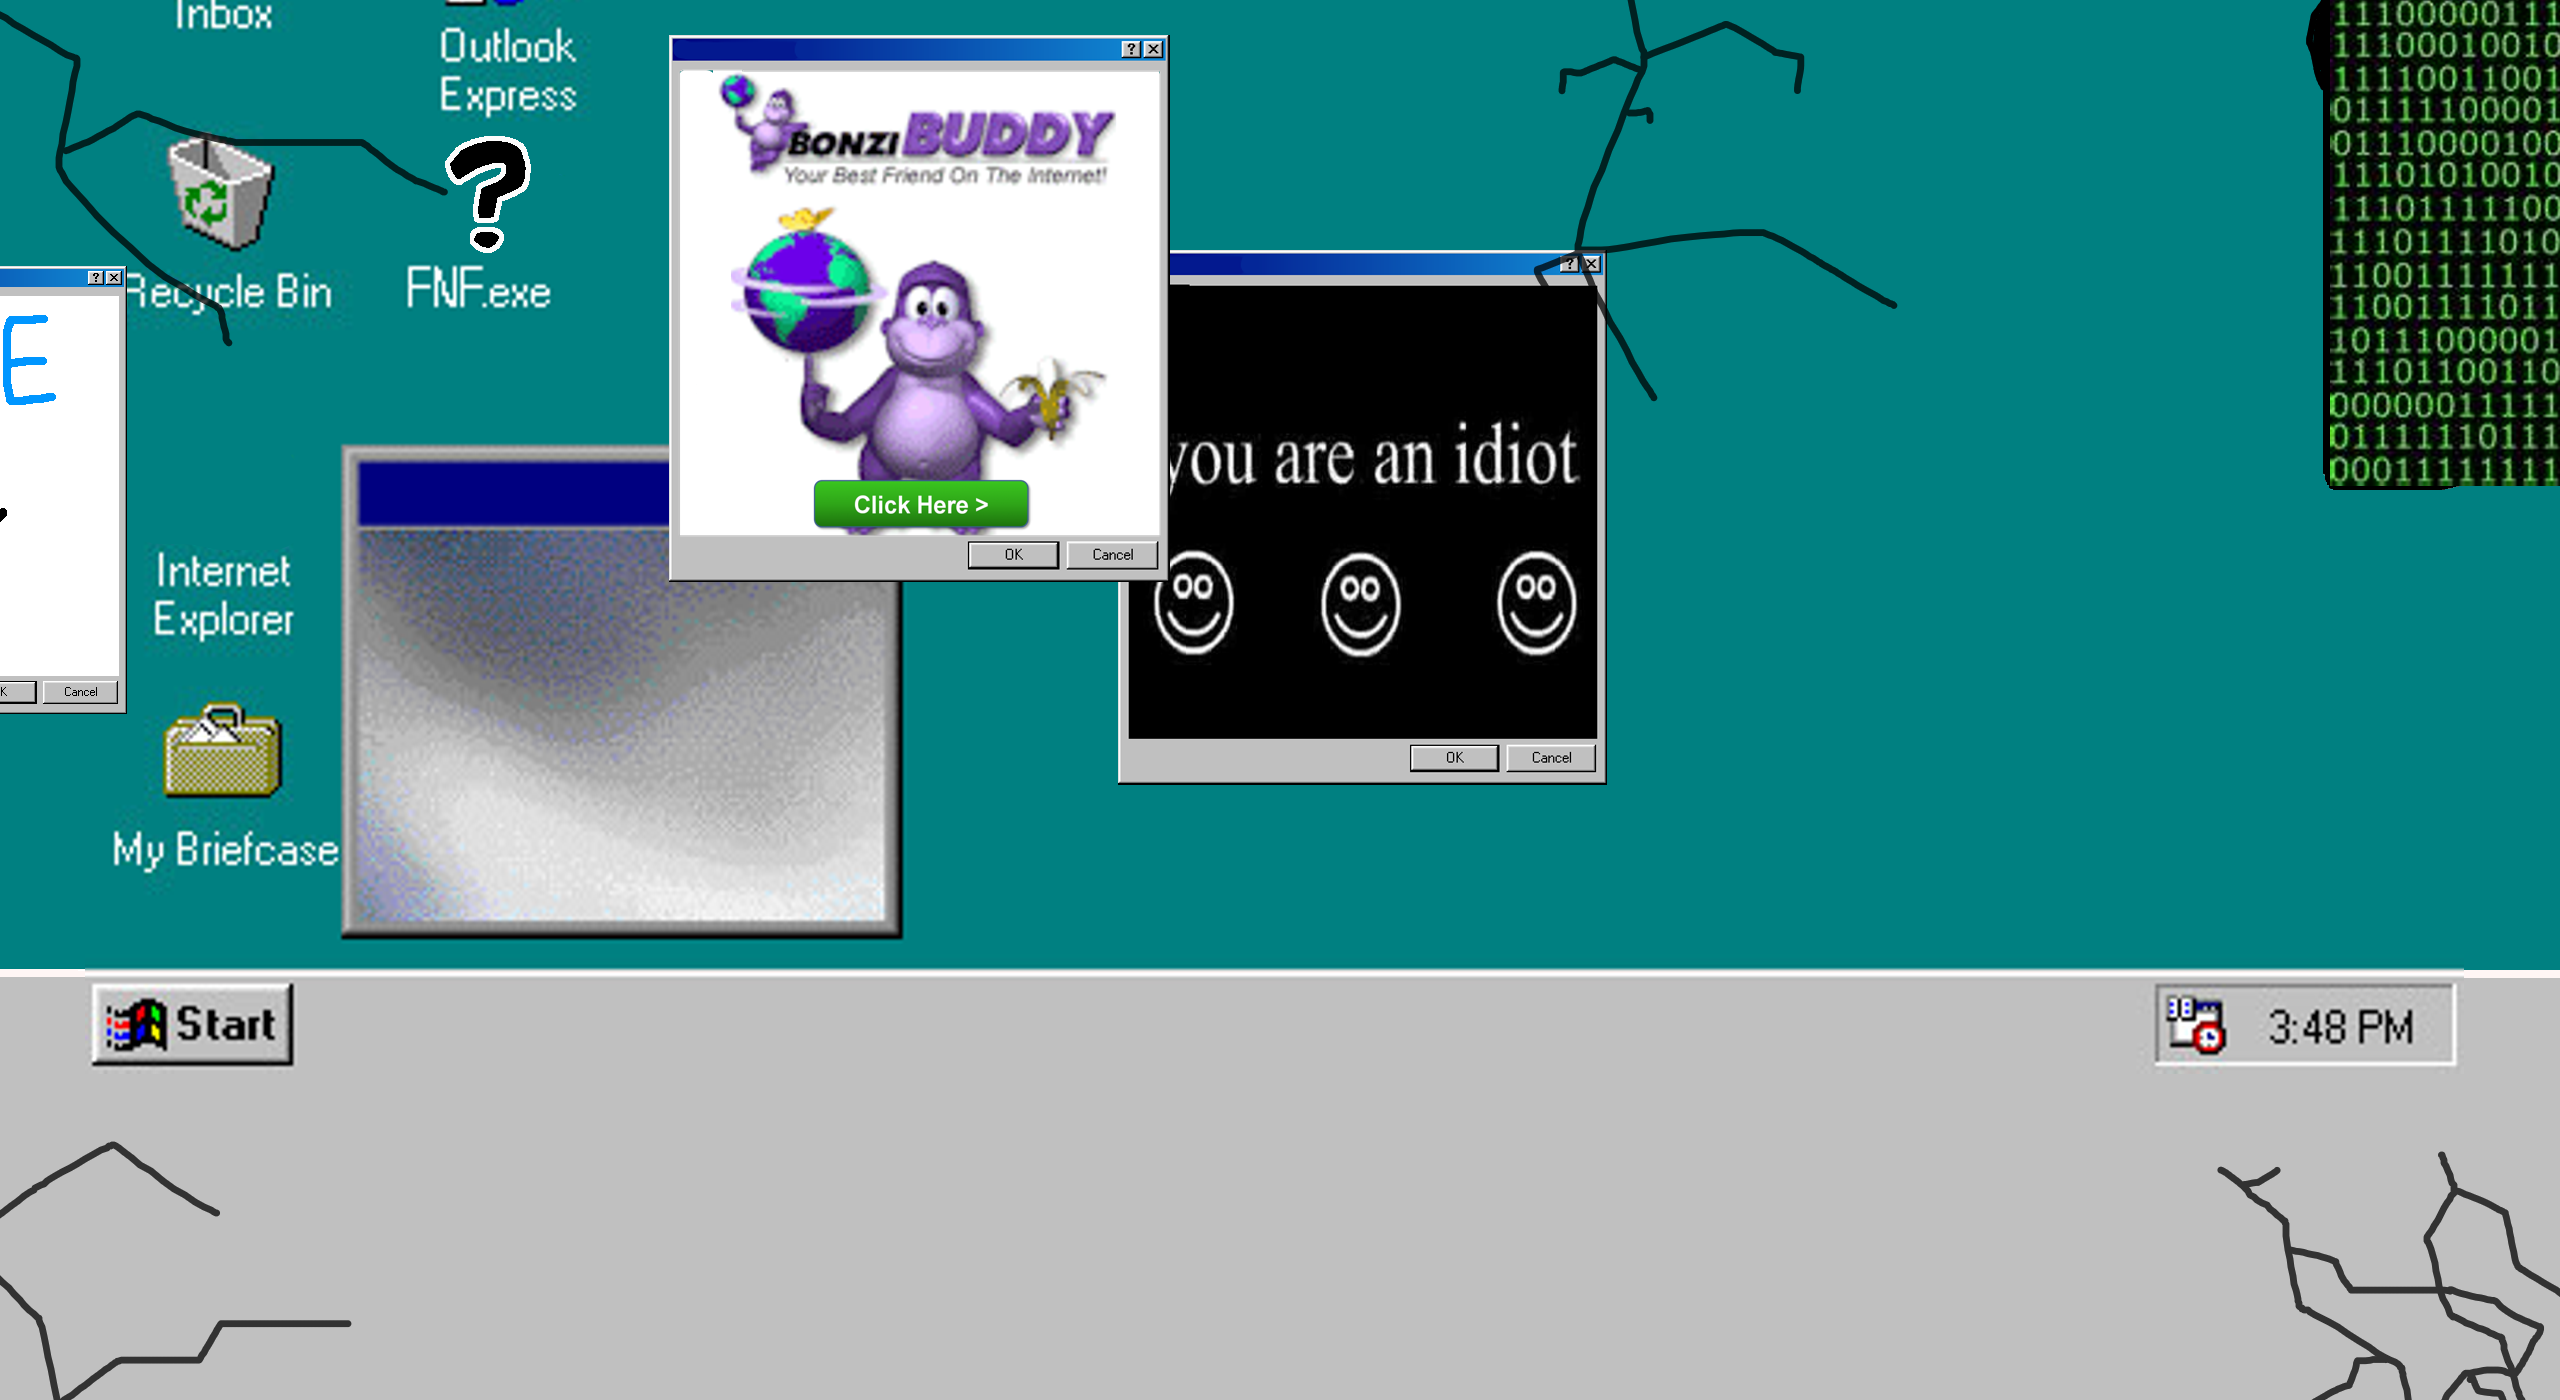 Inbox
Outlook
Express
Recycle Bin
FNF.exe
?
E
K
Cancel
Internet
Explorer
My Briefcase
BONZI BUDDY
Your Best Friend On The Internet!
Click Here >
OK
Cancel
you are an idiot
OK
Cancel
11100000111
11100010010
11110011001
01111100001
01110000100
11101010010
11101111100
11101111010
11001111111
11001111011
10111000001
11101100110
00000011111
01111110111
00011111111
Start
3:48 PM